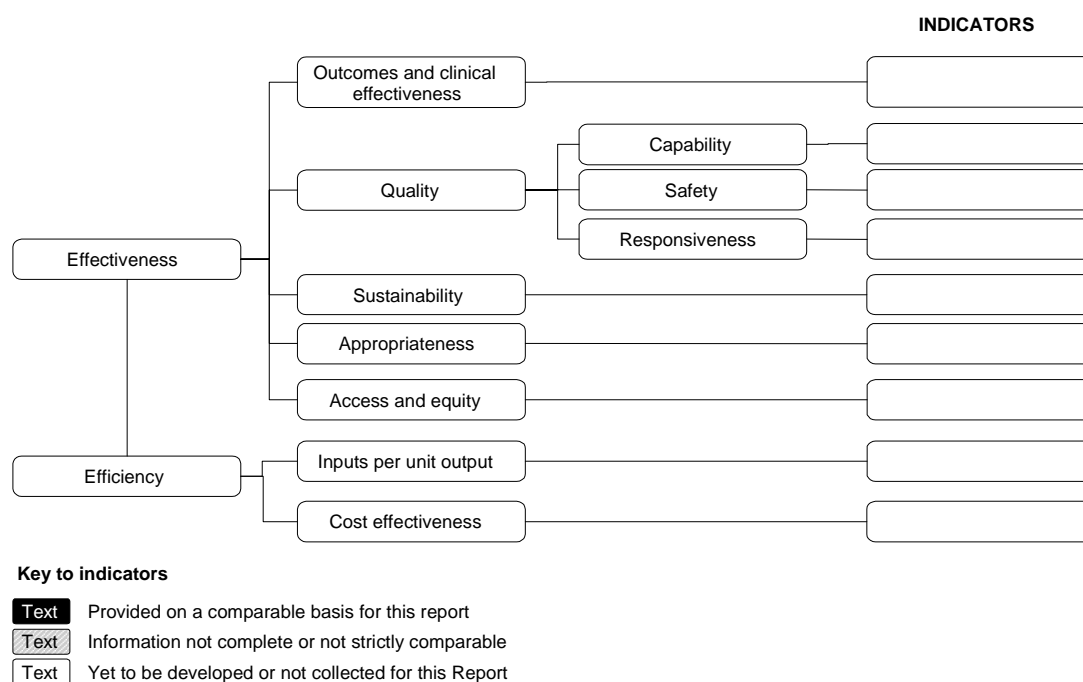 INDICATORS
Outcomes and clinical
effectiveness
Capability
Quality
Safety
Responsiveness
Effectiveness
Sustainability
Appropriateness
Access and equity
Inputs per unit output
Efficiency
Cost effectiveness
Key to indicators
Text Provided on a comparable basis for this report
Text Information not complete or not strictly comparable
Text Yet to be developed or not collected for this Report